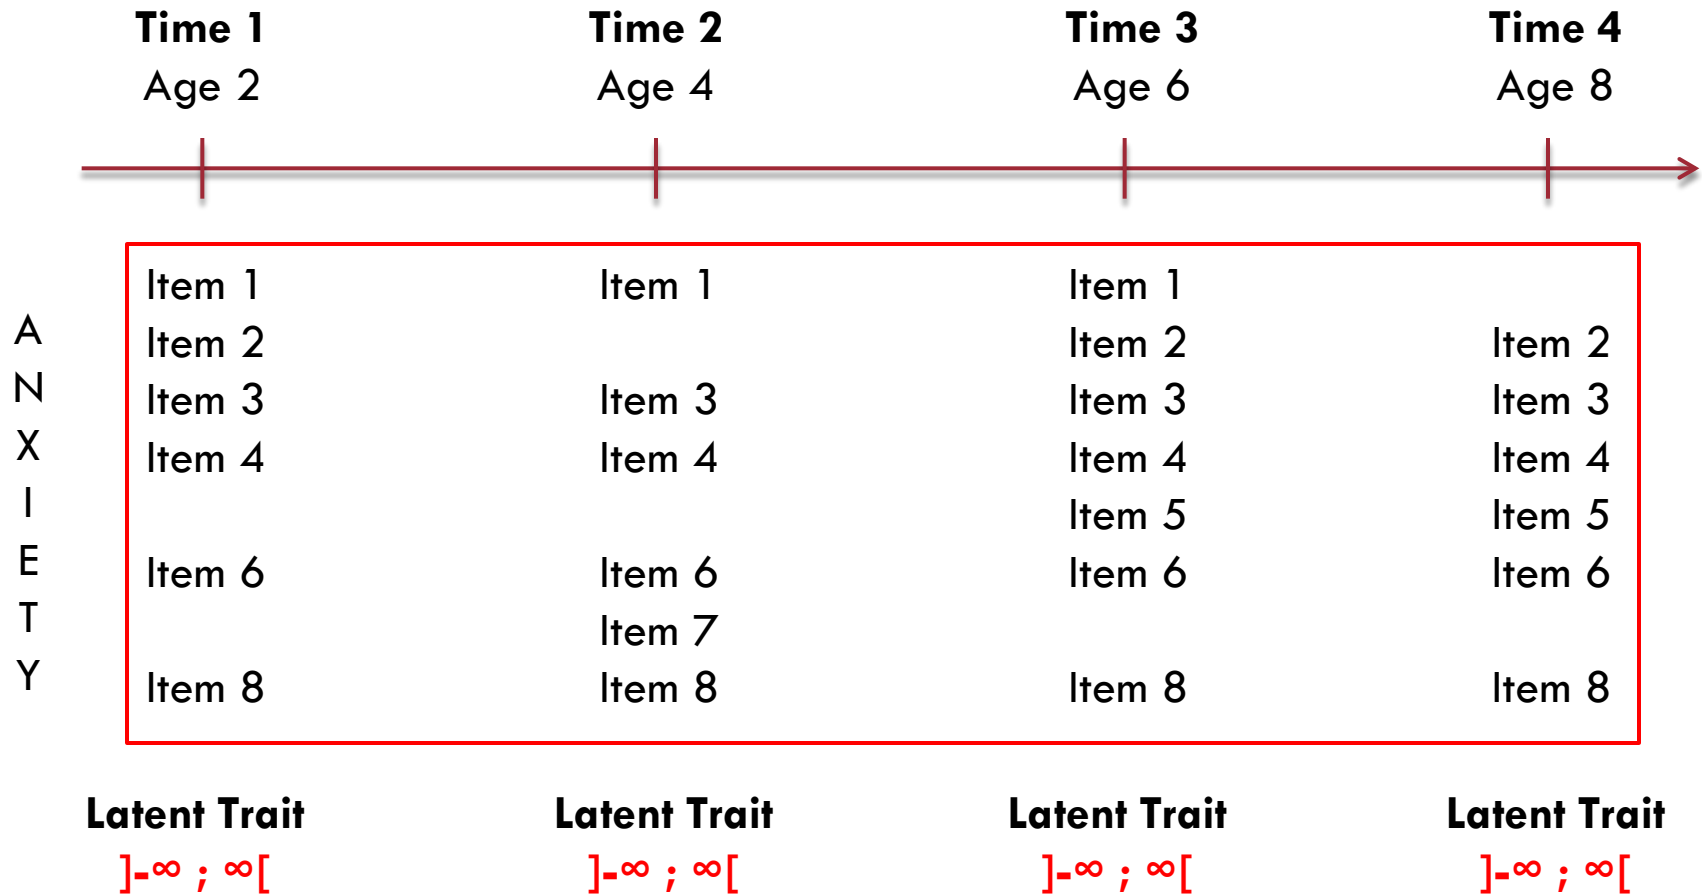 Time 1 Time 2 Time 3 Time 4
Age 2 Age 4 Age 6 Age 8
ANXIETY
Item 1 Item 1 Item 1
Item 2 Item 2 Item 2
Item 3 Item 3 Item 3 Item 3
Item 4 Item 4 Item 4 Item 4
Item 5 Item 5
Item 6 Item 6 Item 6 Item 6
Item 7
Item 8 Item 8 Item 8 Item 8
Latent Trait Latent Trait Latent Trait Latent Trait
]-∞ ; ∞[ ]-∞ ; ∞[ ]-∞ ; ∞[ ]-∞ ; ∞[